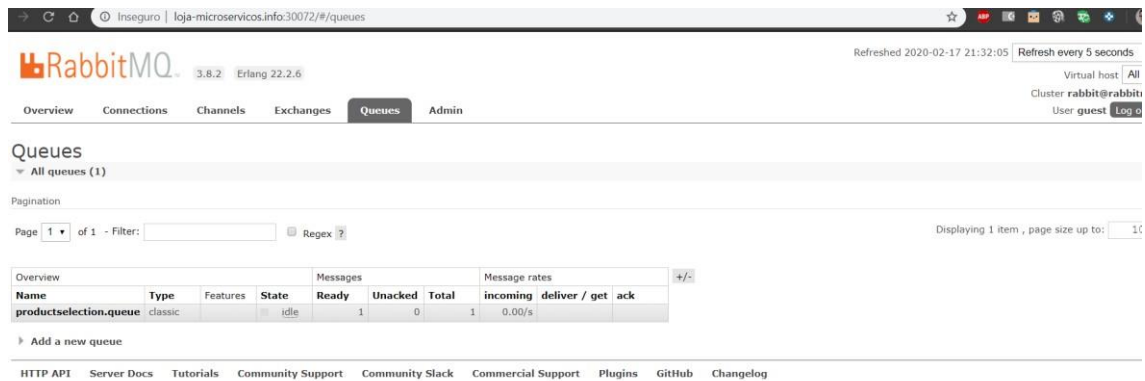 Inseguro | loja-microservicos.info:30072/#/queues
ABP
RabbitMQ 3.8.2 Erlang 22.2.6
Refreshed 2020-02-17 21:32:05 Refresh every 5 seconds
Virtual host All
Cluster
User guest
Overview Connections Channels Exchanges Queues Admin
Queues
All queues (1)
Pagination
Page 1 of 1 - Filter: Regex ?
Displaying 1 item , page size up to: 10
Overview Messages Message rates +/-
Name Type Features State Ready Unacked Total incoming deliver / get ack
productselection.queue classic idle 1 0 1 0.00/s
Add a new queue
HTTP API Server Docs Tutorials Community Support Community Slack Commercial Support Plugins GitHub Changelog